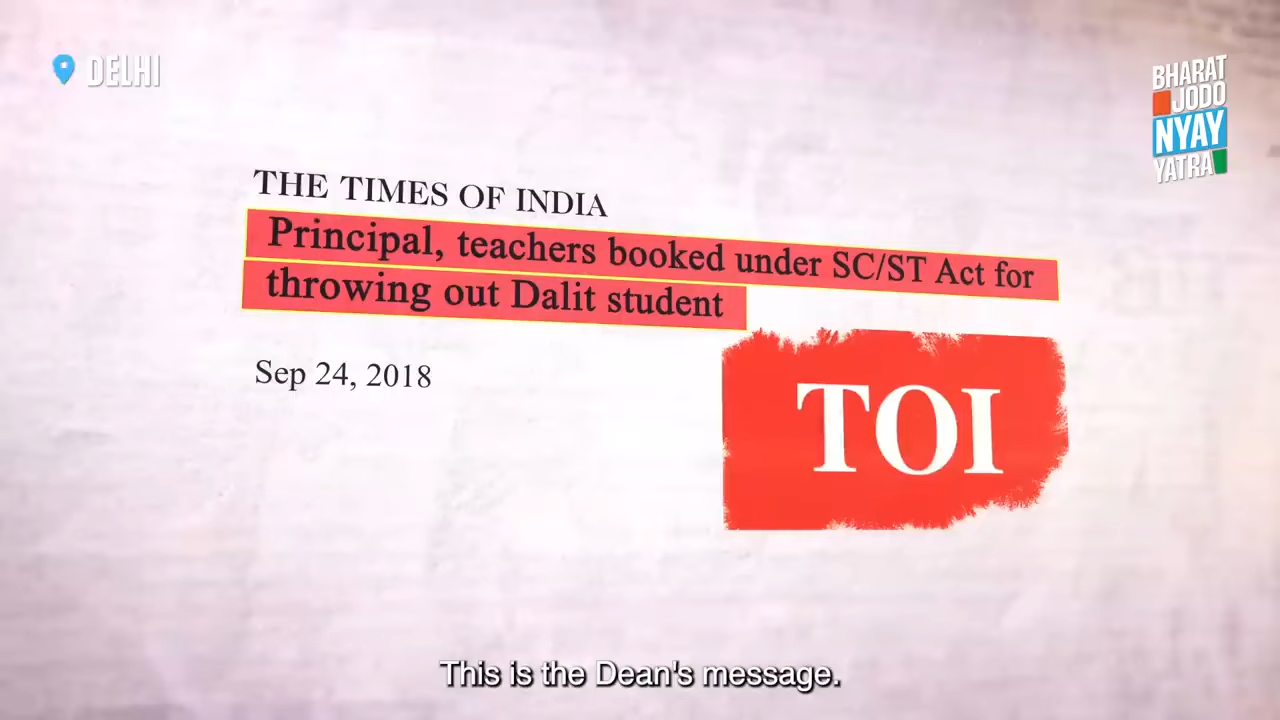 DELHI
BHARAT
JODO
NYAY
YATRA
THE TIMES OF INDIA
Principal, teachers booked under SC/ST Act for
throwing out Dalit student
Sep 24, 2018
TOI
This is the Dean's message.